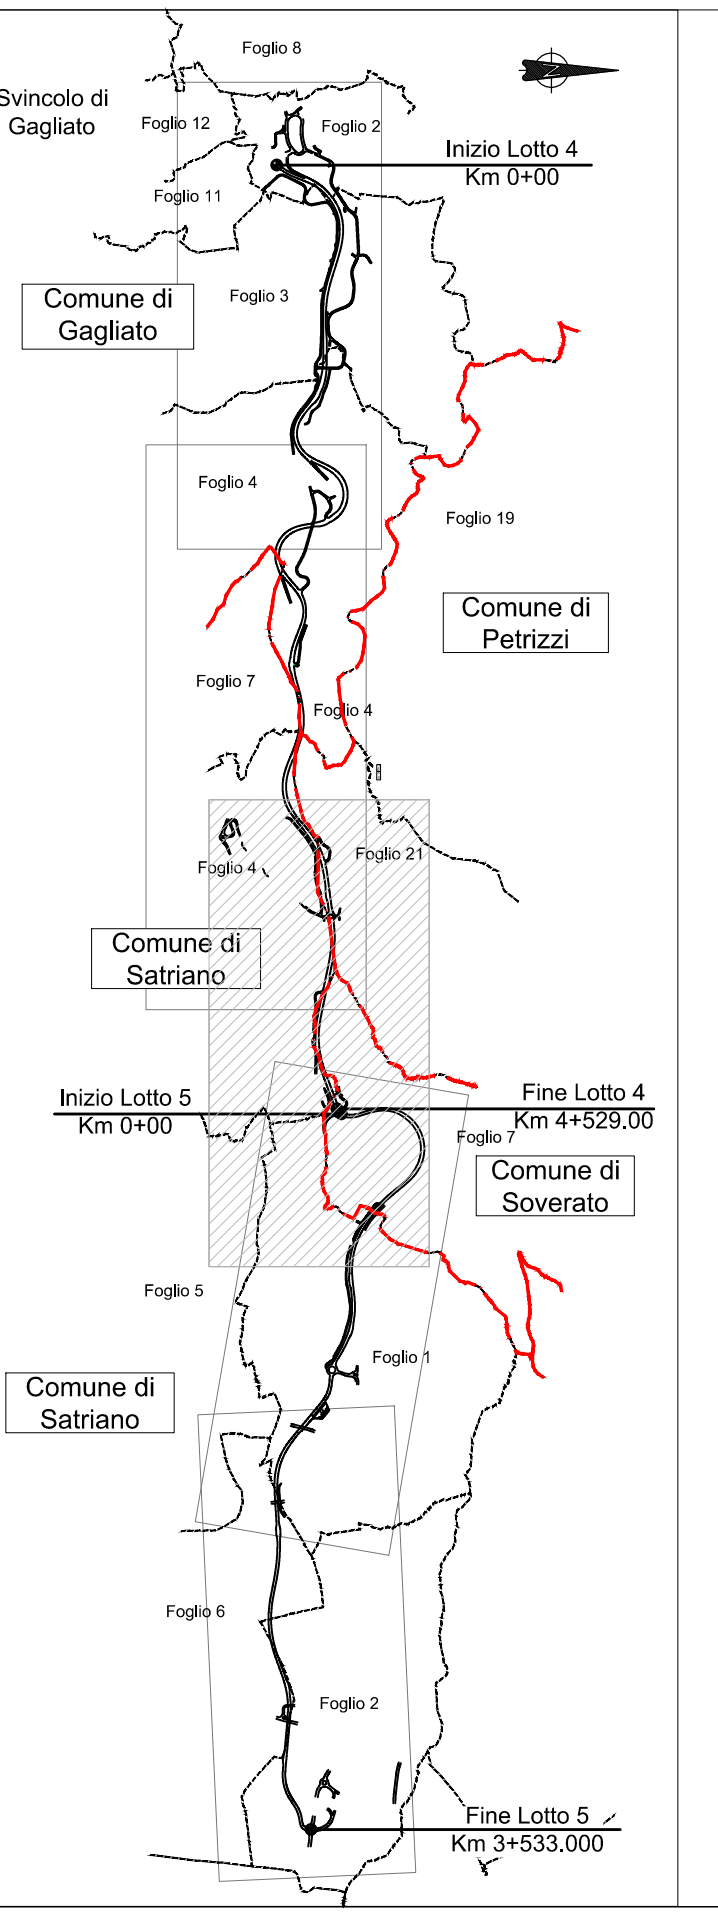 Foglio 8
Svincolo di
Gagliato
Foglio 12
Foglio 2
Inizio Lotto 4
Km 0+00
Foglio 11
Comune di
Gagliato
Foglio 3
Foglio 4
Foglio 19
Comune di
Petrizzi
Foglio 7
Foglio 4
Foglio 4
Foglio 21
Comune di
Satriano
Inizio Lotto 5
Km 0+00
Fine Lotto 4
Km 4+529.00
Foglio 7
Comune di
Soverato
Foglio 5
Foglio 1
Comune di
Satriano
Foglio 6
Foglio 2
Fine Lotto 5
Km 3+533.000